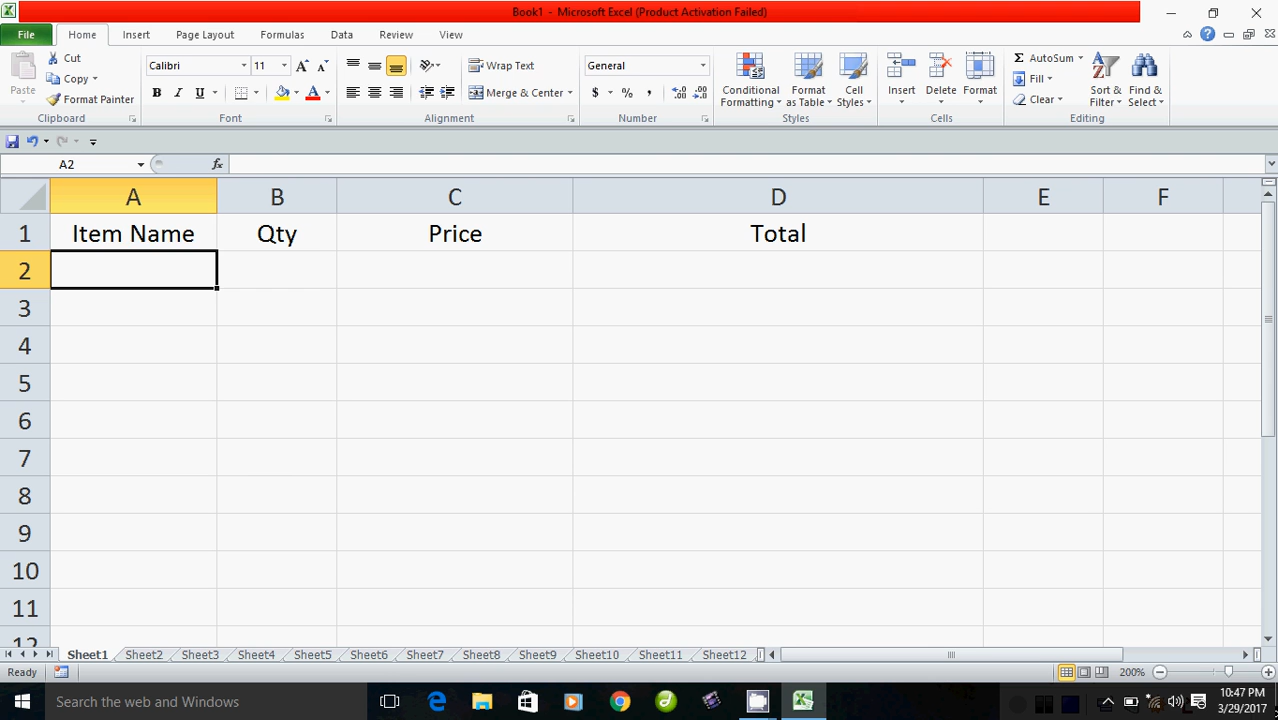 Book1 - Microsoft Excel (Product Activation Failed)
File Home Insert Page Layout Formulas Data Review View
Paste
Cut
Copy
Format Painter
Clipboard
Calibri 11
B I U
Font
Wrap Text
Merge & Center
Alignment
General
$ % ,
Number
Conditional Formatting
Format as Table
Cell Styles
Styles
Insert Delete Format
Cells
Σ AutoSum
Fill
Clear
Sort & Filter
Find & Select
Editing
A2 fx
A B C D E F
1 Item Name Qty Price Total
2
3
4
5
6
7
8
9
10
11
12
Sheet1 Sheet2 Sheet3 Sheet4 Sheet5 Sheet6 Sheet7 Sheet8 Sheet9 Sheet10 Sheet11 Sheet12
Ready 200%
Search the web and Windows
10:47 PM
3/29/2017